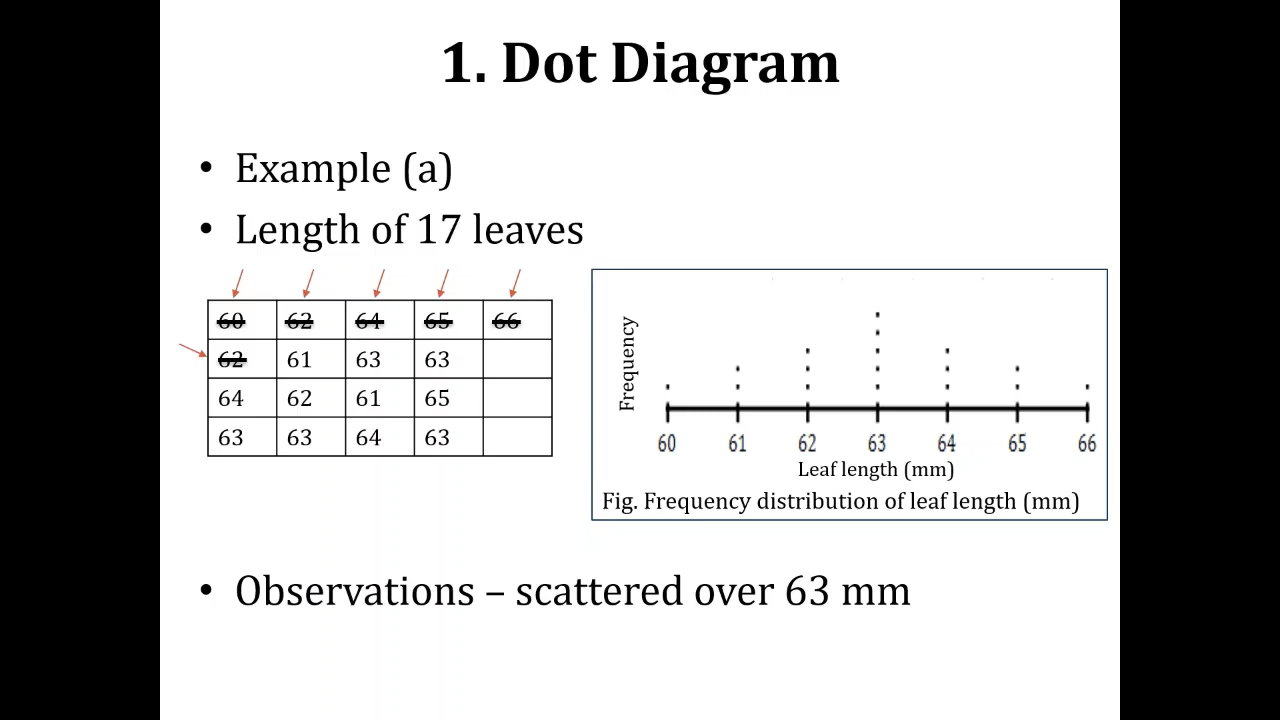 1. Dot Diagram
• Example (a)
• Length of 17 leaves
60 62 64 65 66
62 61 63 63
64 62 61 65
63 63 64 63
Frequency
60 61 62 63 64 65 66
Leaf length (mm)
Fig. Frequency distribution of leaf length (mm)
• Observations – scattered over 63 mm